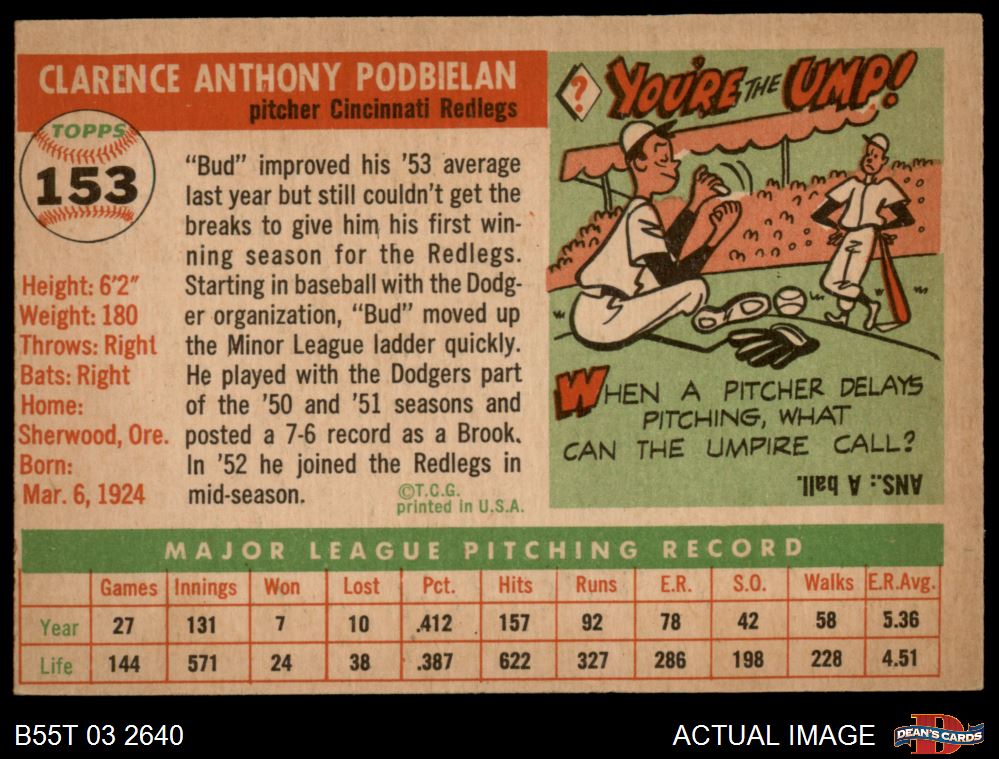 CLARENCE ANTHONY PODBIELAN
pitcher Cincinnati Redlegs
TOPPS
153
Height: 6'2"
Weight: 180
Throws: Right
Bats: Right
Home:
Sherwood, Ore.
Born:
Mar. 6, 1924
"Bud" improved his '53 average
last year but still couldn't get the
breaks to give him his first win-
ning season for the Redlegs.
Starting in baseball with the Dodg-
er organization, "Bud" moved up
the Minor League ladder quickly.
He played with the Dodgers part
of the '50 and '51 seasons and
posted a 7-6 record as a Brook.
In '52 he joined the Redlegs in
mid-season.
©T.C.G.
printed in U.S.A.
? YOU'RE THE UMP!
WHEN A PITCHER DELAYS
PITCHING, WHAT
CAN THE UMPIRE CALL?
ANS.: A ball.
MAJOR LEAGUE PITCHING RECORD
Games Innings Won Lost Pct. Hits Runs E.R. S.O. Walks E.R.Avg.
Year 27 131 7 10 .412 157 92 78 42 58 5.36
Life 144 571 24 38 .387 622 327 286 198 228 4.51
B55T 03 2640
ACTUAL IMAGE
D
DEAN'S CARDS